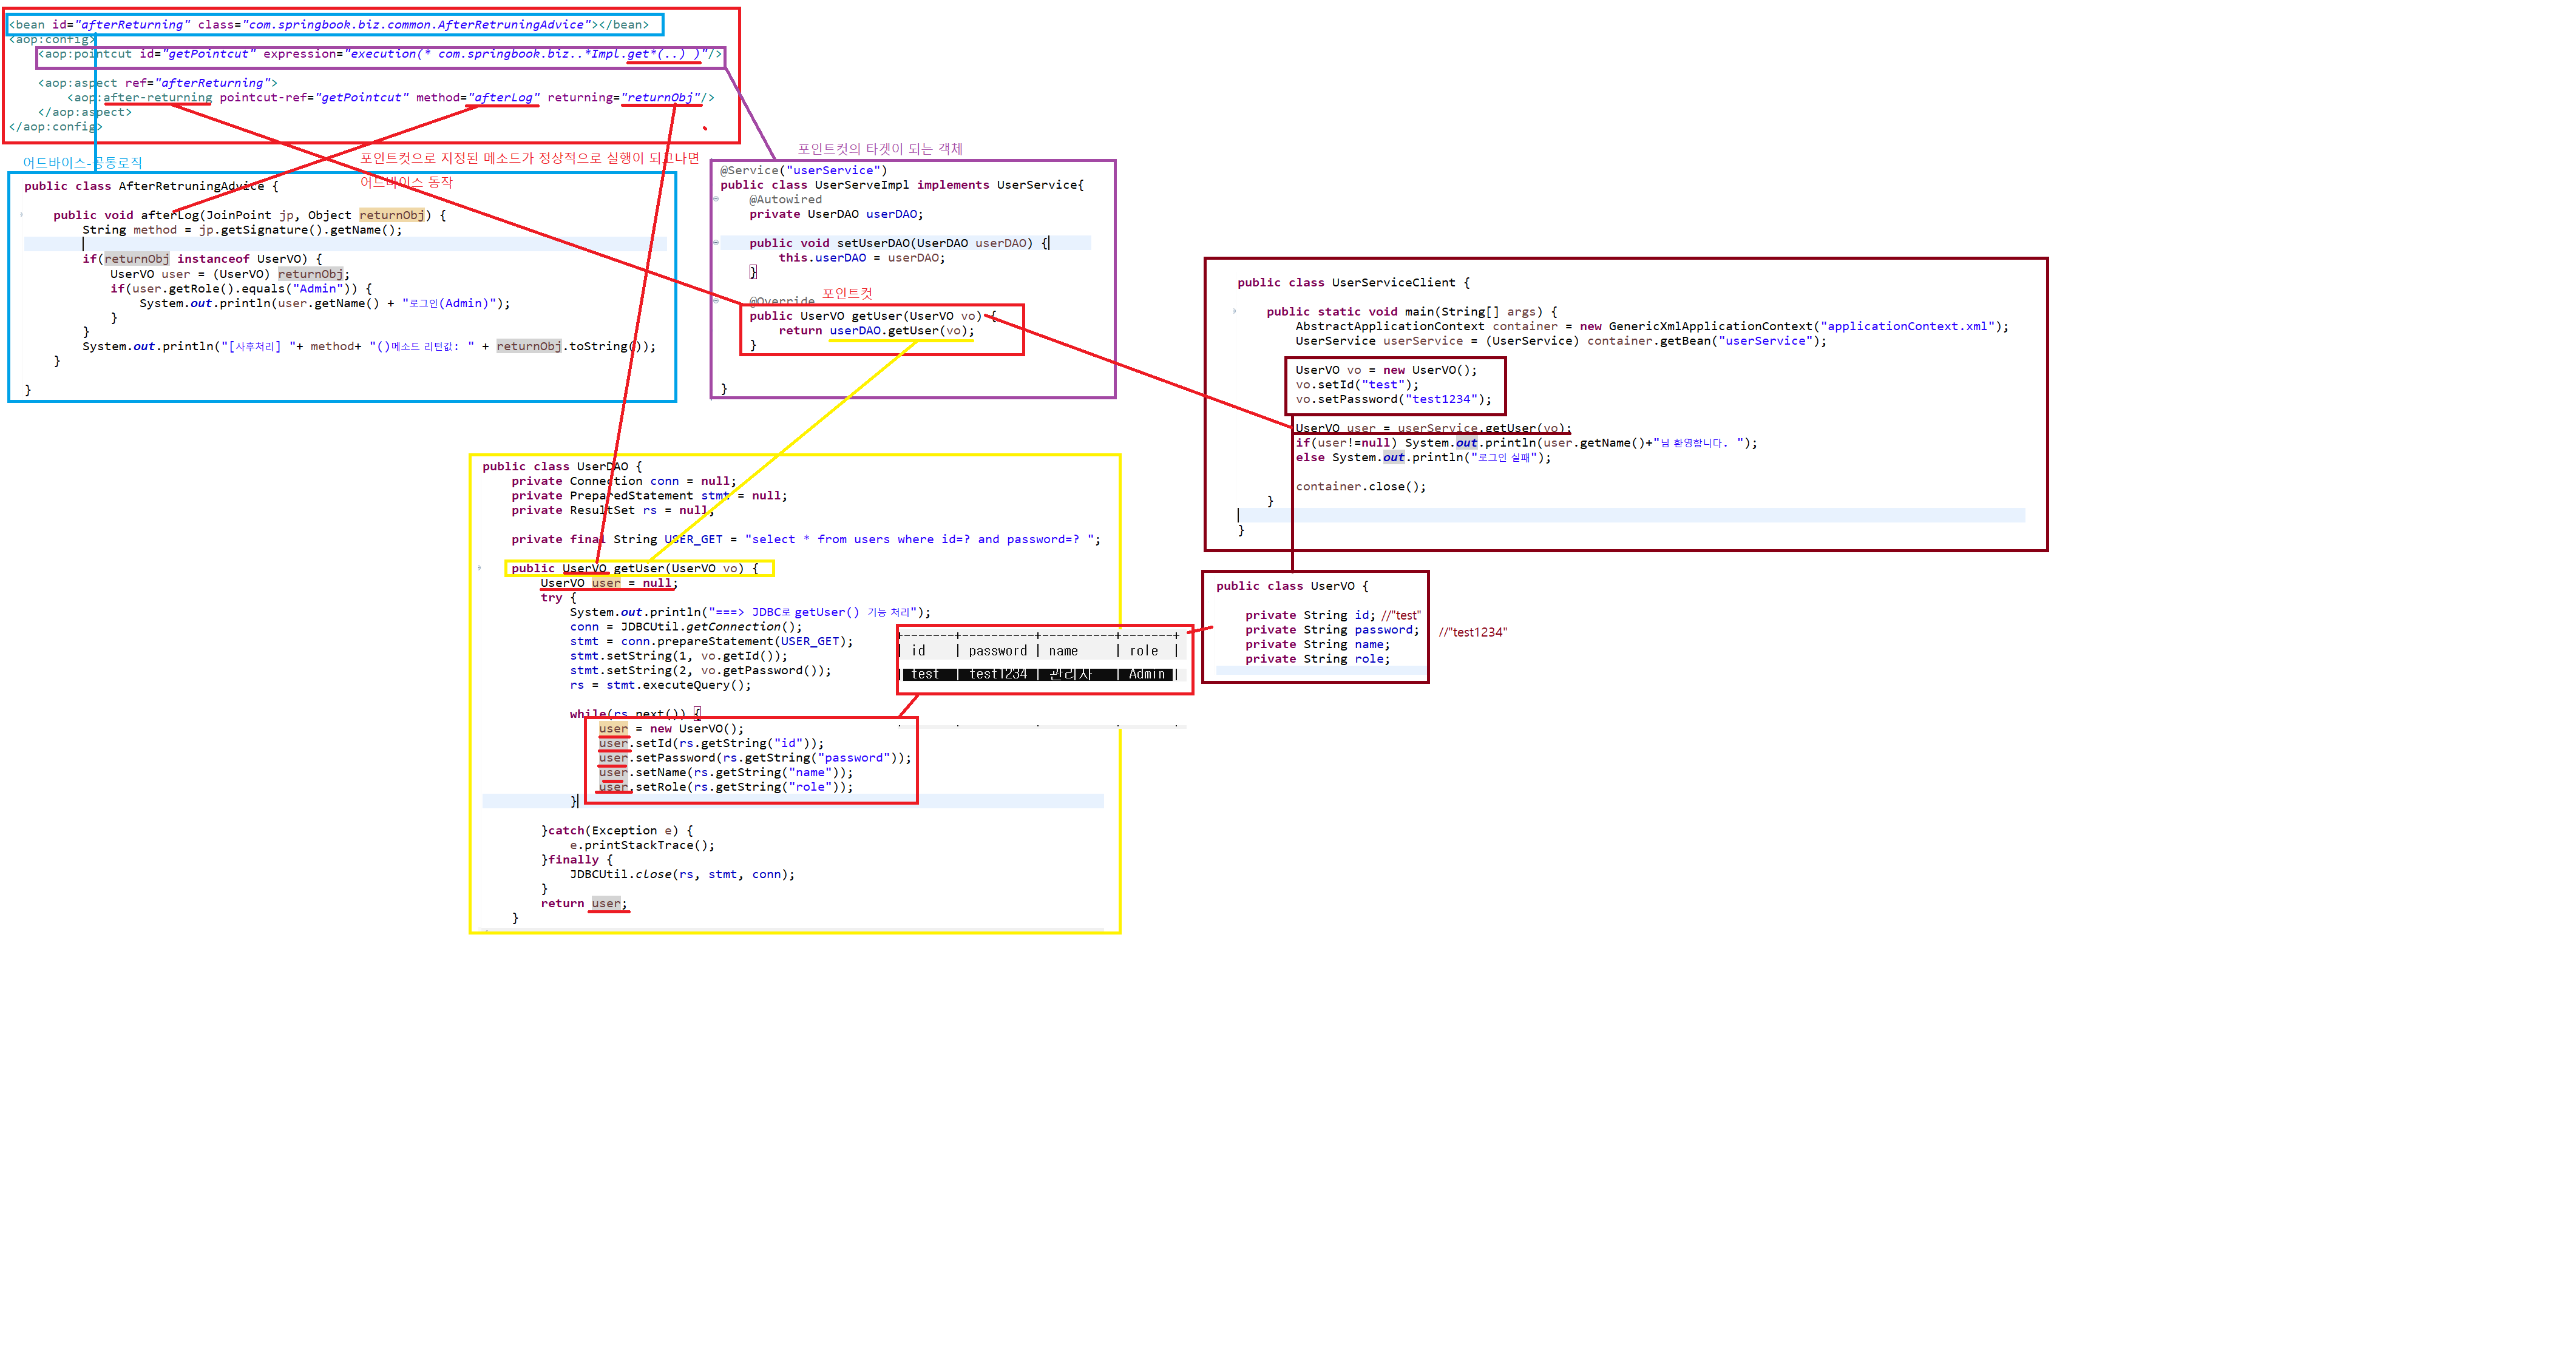 <bean id="afterReturning" class="com.springbook.biz.common.AfterRetruningAdvice"></bean>
<aop:config>
<aop:pointcut id="getPointcut" expression="execution(* com.springbook.biz..*Impl.get*(..) )"/>
<aop:aspect ref="afterReturning">
<aop:after-returning pointcut-ref="getPointcut" method="afterLog" returning="returnObj"/>
</aop:aspect>
</aop:config>
어드바이스-공통로직
포인트컷으로 지정된 메소드가 정상적으로 실행이 되고나면
어드바이스 동작
public class AfterRetruningAdvice {
public void afterLog(JoinPoint jp, Object returnObj) {
String method = jp.getSignature().getName();
if(returnObj instanceof UserVO) {
UserVO user = (UserVO) returnObj;
if(user.getRole().equals("Admin")) {
System.out.println(user.getName() + "로그인(Admin)");
}
}
System.out.println("[사후처리] "+ method+ "()메소드 리턴값: " + returnObj.toString());
}
}
포인트컷의 타겟이 되는 객체
@Service("userService")
public class UserServeImpl implements UserService{
@Autowired
private UserDAO userDAO;
public void setUserDAO(UserDAO userDAO) {
this.userDAO = userDAO;
}
@Override
포인트컷
public UserVO getUser(UserVO vo) {
return userDAO.getUser(vo);
}
}
public class UserServiceClient {
public static void main(String[] args) {
AbstractApplicationContext container = new GenericXmlApplicationContext("applicationContext.xml");
UserService userService = (UserService) container.getBean("userService");
UserVO vo = new UserVO();
vo.setId("test");
vo.setPassword("test1234");
UserVO user = userService.getUser(vo);
if(user!=null) System.out.println(user.getName()+"님 환영합니다. ");
else System.out.println("로그인 실패");
container.close();
}
}
public class UserDAO {
private Connection conn = null;
private PreparedStatement stmt = null;
private ResultSet rs = null;
private final String USER_GET = "select * from users where id=? and password=? ";
public UserVO getUser(UserVO vo) {
UserVO user = null;
try {
System.out.println("===> JDBC로 getUser() 기능 처리");
conn = JDBCUtil.getConnection();
stmt = conn.prepareStatement(USER_GET);
stmt.setString(1, vo.getId());
stmt.setString(2, vo.getPassword());
rs = stmt.executeQuery();
while(rs.next()) {
user = new UserVO();
user.setId(rs.getString("id"));
user.setPassword(rs.getString("password"));
user.setName(rs.getString("name"));
user.setRole(rs.getString("role"));
}
}catch(Exception e) {
e.printStackTrace();
}finally {
JDBCUtil.close(rs, stmt, conn);
}
return user;
}
| id | password | name | role |
| test | test1234 | 관리자 | Admin |
public class UserVO {
private String id; //"test"
private String password; //"test1234"
private String name;
private String role;